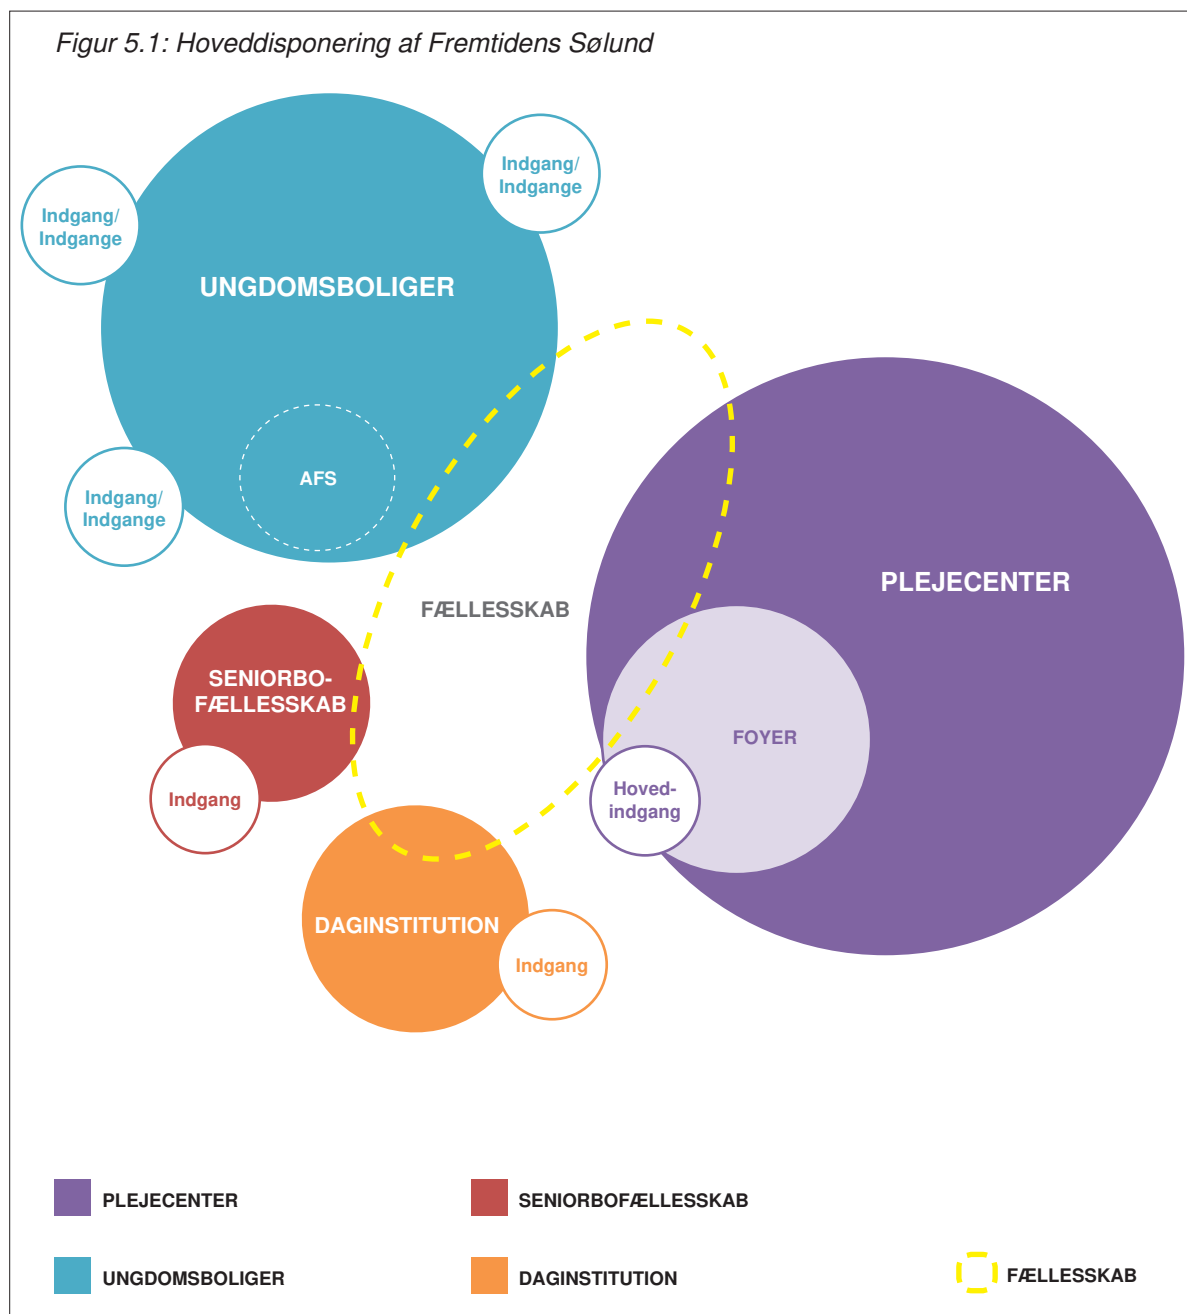 Figur 5.1: Hoveddisponering af Fremtidens Sølund
Indgang/
Indgange
Indgang/
Indgange
UNGDOMSBOLIGER
AFS
Indgang/
Indgange
PLEJECENTER
FÆLLESSKAB
SENIORBO-
FÆLLESSKAB
FOYER
Indgang
Hoved-
indgang
DAGINSTITUTION
Indgang
PLEJECENTER
SENIORBOFÆLLESSKAB
UNGDOMSBOLIGER
DAGINSTITUTION
FÆLLESKAB